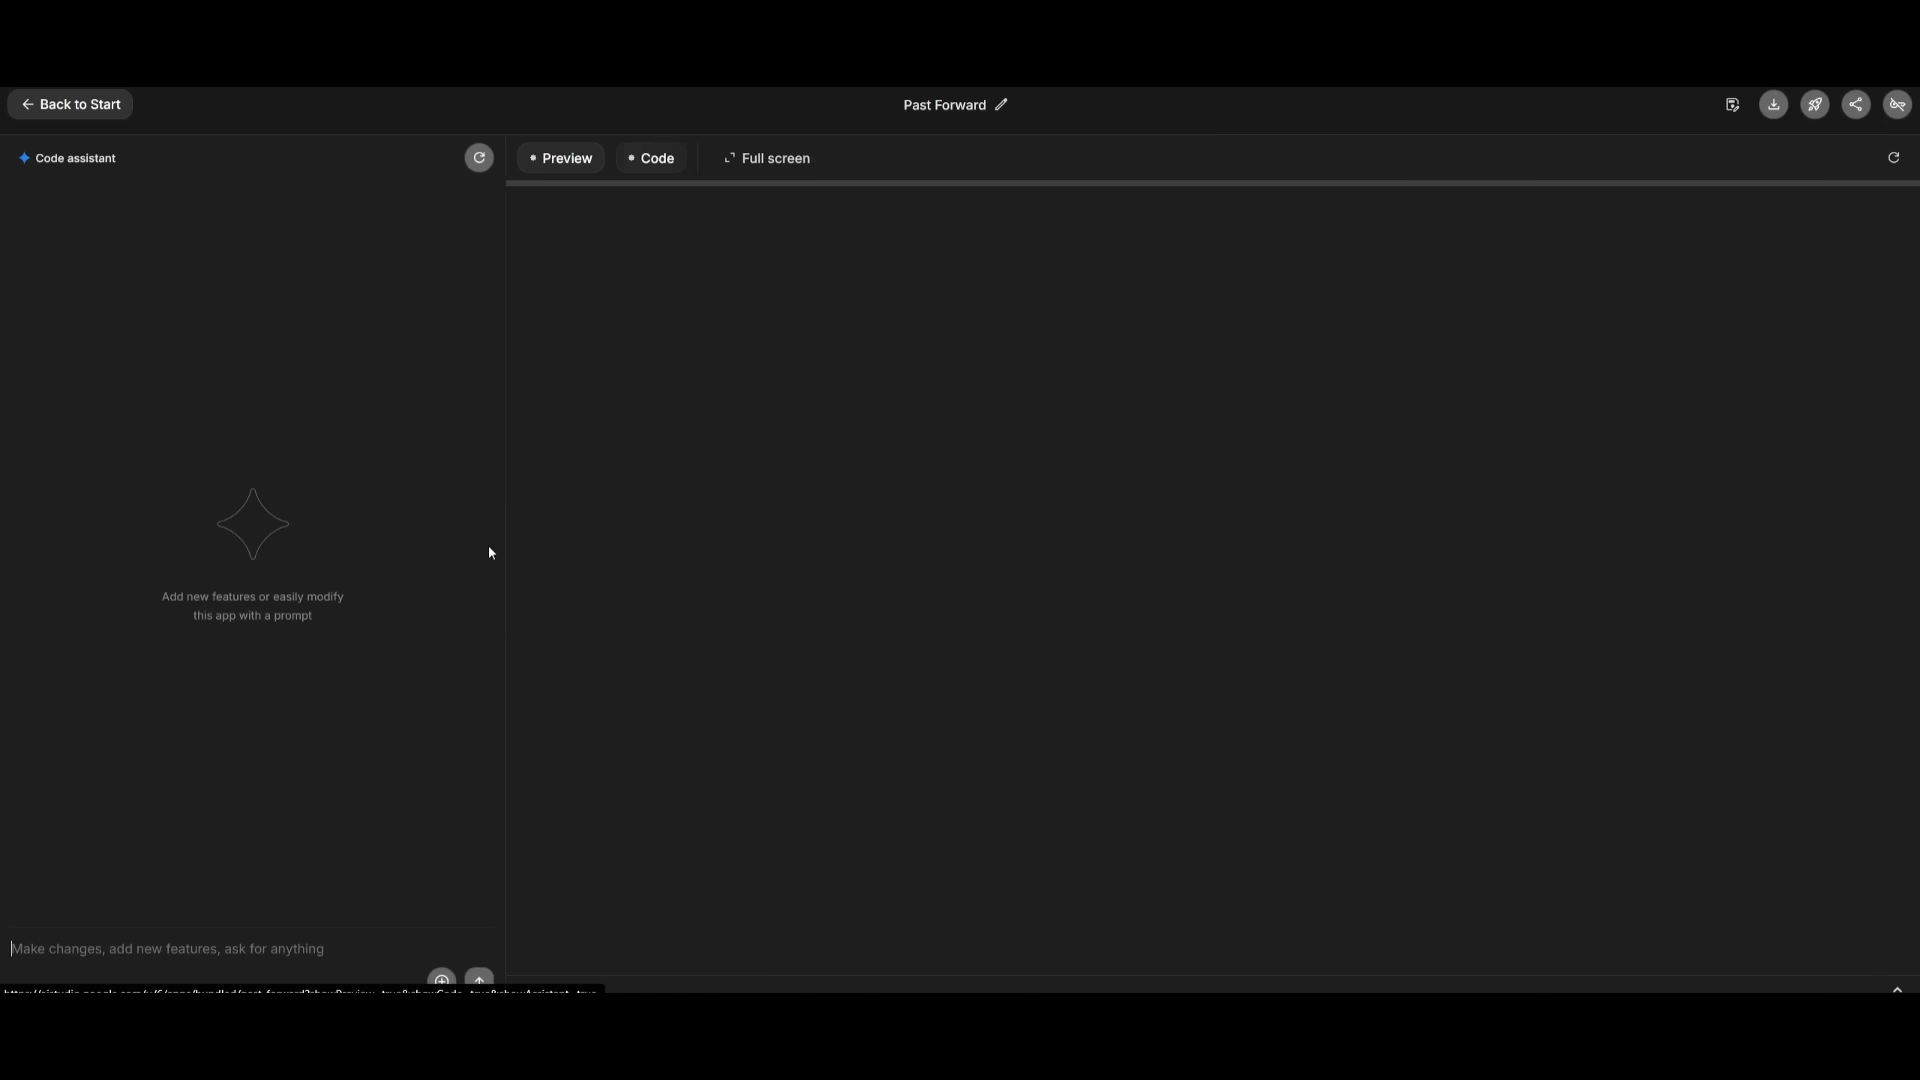 Back to Start
Past Forward
Code assistant
Preview
Code
Full screen
Add new features or easily modify
this app with a prompt
Make changes, add new features, ask for anything